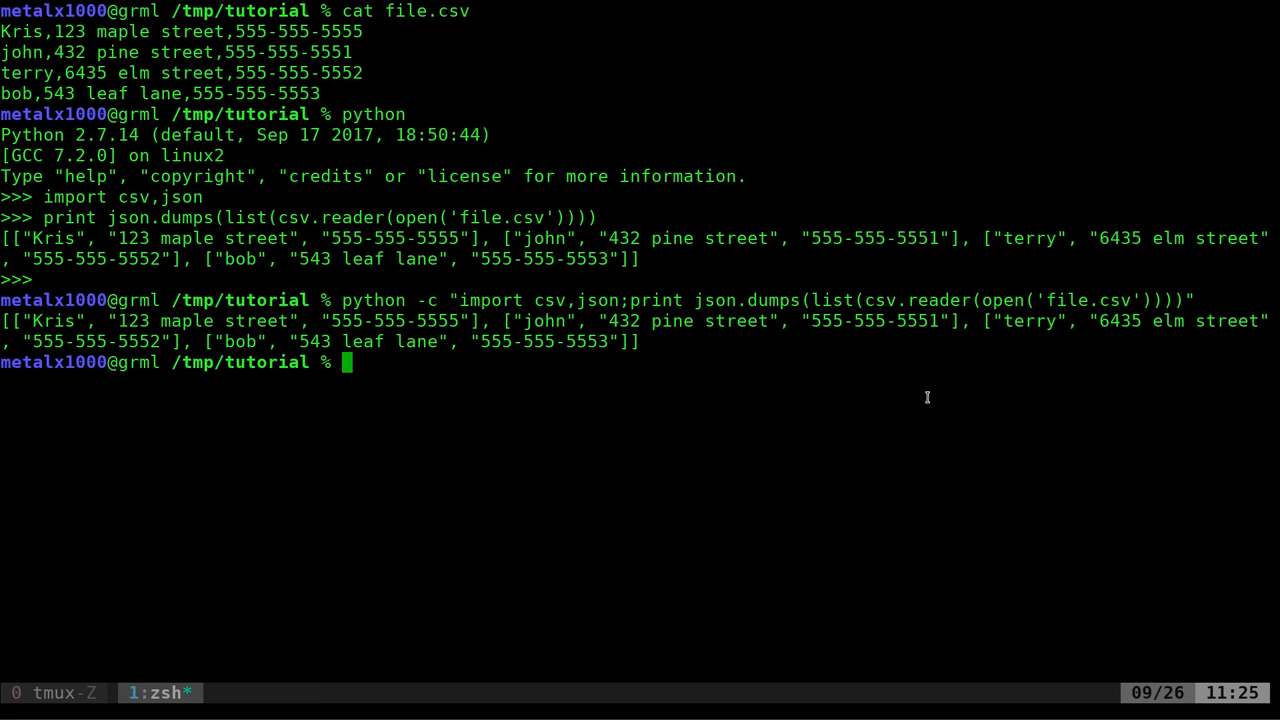 metalx1000@grml /tmp/tutorial % cat file.csv
Kris,123 maple street,555-555-5555
john,432 pine street,555-555-5551
terry,6435 elm street,555-555-5552
bob,543 leaf lane,555-555-5553
metalx1000@grml /tmp/tutorial % python
Python 2.7.14 (default, Sep 17 2017, 18:50:44)
[GCC 7.2.0] on linux2
Type "help", "copyright", "credits" or "license" for more information.
>>> import csv,json
>>> print json.dumps(list(csv.reader(open('file.csv'))))
[["Kris", "123 maple street", "555-555-5555"], ["john", "432 pine street", "555-555-5551"], ["terry", "6435 elm street"
, "555-555-5552"], ["bob", "543 leaf lane", "555-555-5553"]]
>>>
metalx1000@grml /tmp/tutorial % python -c "import csv,json;print json.dumps(list(csv.reader(open('file.csv'))))"
[["Kris", "123 maple street", "555-555-5555"], ["john", "432 pine street", "555-555-5551"], ["terry", "6435 elm street"
, "555-555-5552"], ["bob", "543 leaf lane", "555-555-5553"]]
metalx1000@grml /tmp/tutorial %
0 tmux-Z 1:zsh* 09/26 11:25